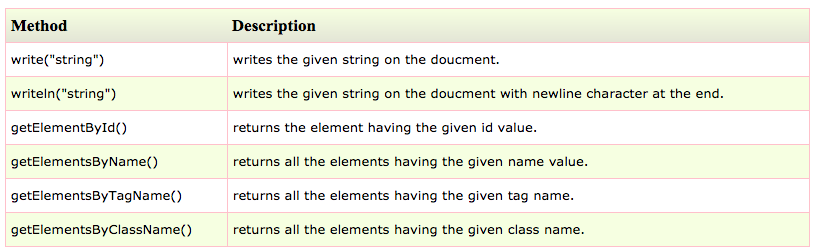 Method Description
write("string") writes the given string on the doucment.
writeln("string") writes the given string on the doucment with newline character at the end.
getElementById() returns the element having the given id value.
getElementsByName() returns all the elements having the given name value.
getElementsByTagName() returns all the elements having the given tag name.
getElementsByClassName() returns all the elements having the given class name.